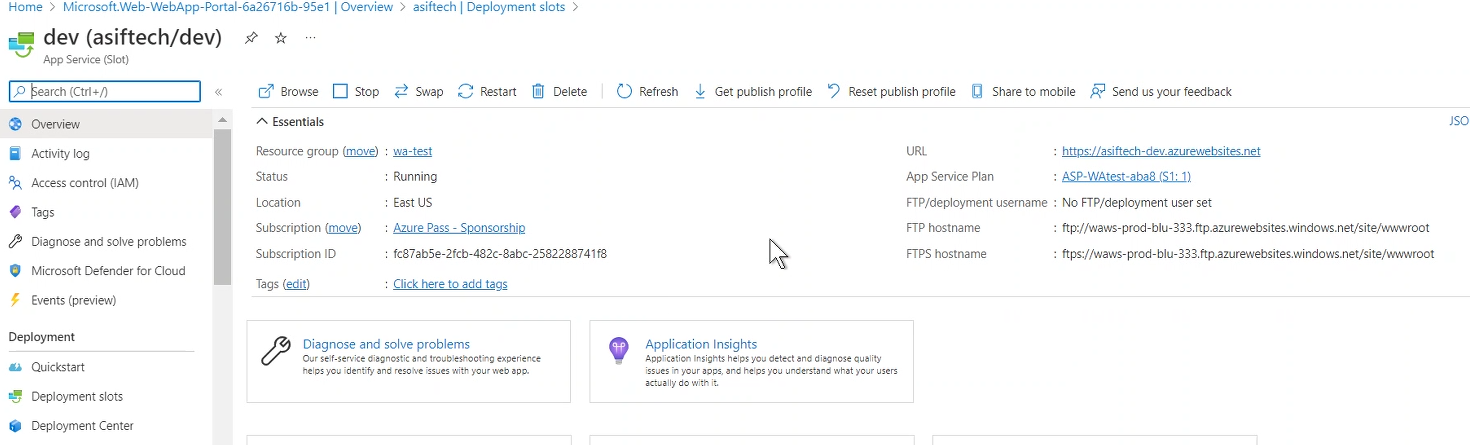 Home > Microsoft.Web-WebApp-Portal-6a26716b-95e1 | Overview > asiftech | Deployment slots >
dev (asiftech/dev) ...
App Service (Slot)
Search (Ctrl+/) «
Browse Stop Swap Restart Delete Refresh Get publish profile Reset publish profile Share to mobile Send us your feedback
Overview
Activity log
Access control (IAM)
Tags
Diagnose and solve problems
Microsoft Defender for Cloud
Events (preview)
Deployment
Quickstart
Deployment slots
Deployment Center
Essentials JSO
Resource group (move) : wa-test
Status : Running
Location : East US
Subscription (move) : Azure Pass - Sponsorship
Subscription ID : fc87ab5e-2fcb-482c-8abc-2582288741f8
Tags (edit) : Click here to add tags
URL : https://asiftech-dev.azurewebsites.net
App Service Plan : ASP-WAtest-aba8 (S1: 1)
FTP/deployment username : No FTP/deployment user set
FTP hostname : ftp://waws-prod-blu-333.ftp.azurewebsites.windows.net/site/wwwroot
FTPS hostname : ftps://waws-prod-blu-333.ftp.azurewebsites.windows.net/site/wwwroot
Diagnose and solve problems
Our self-service diagnostic and troubleshooting experience
helps you identify and resolve issues with your web app.
Application Insights
Application Insights helps you detect and diagnose quality
issues in your apps, and helps you understand what your users
actually do with it.